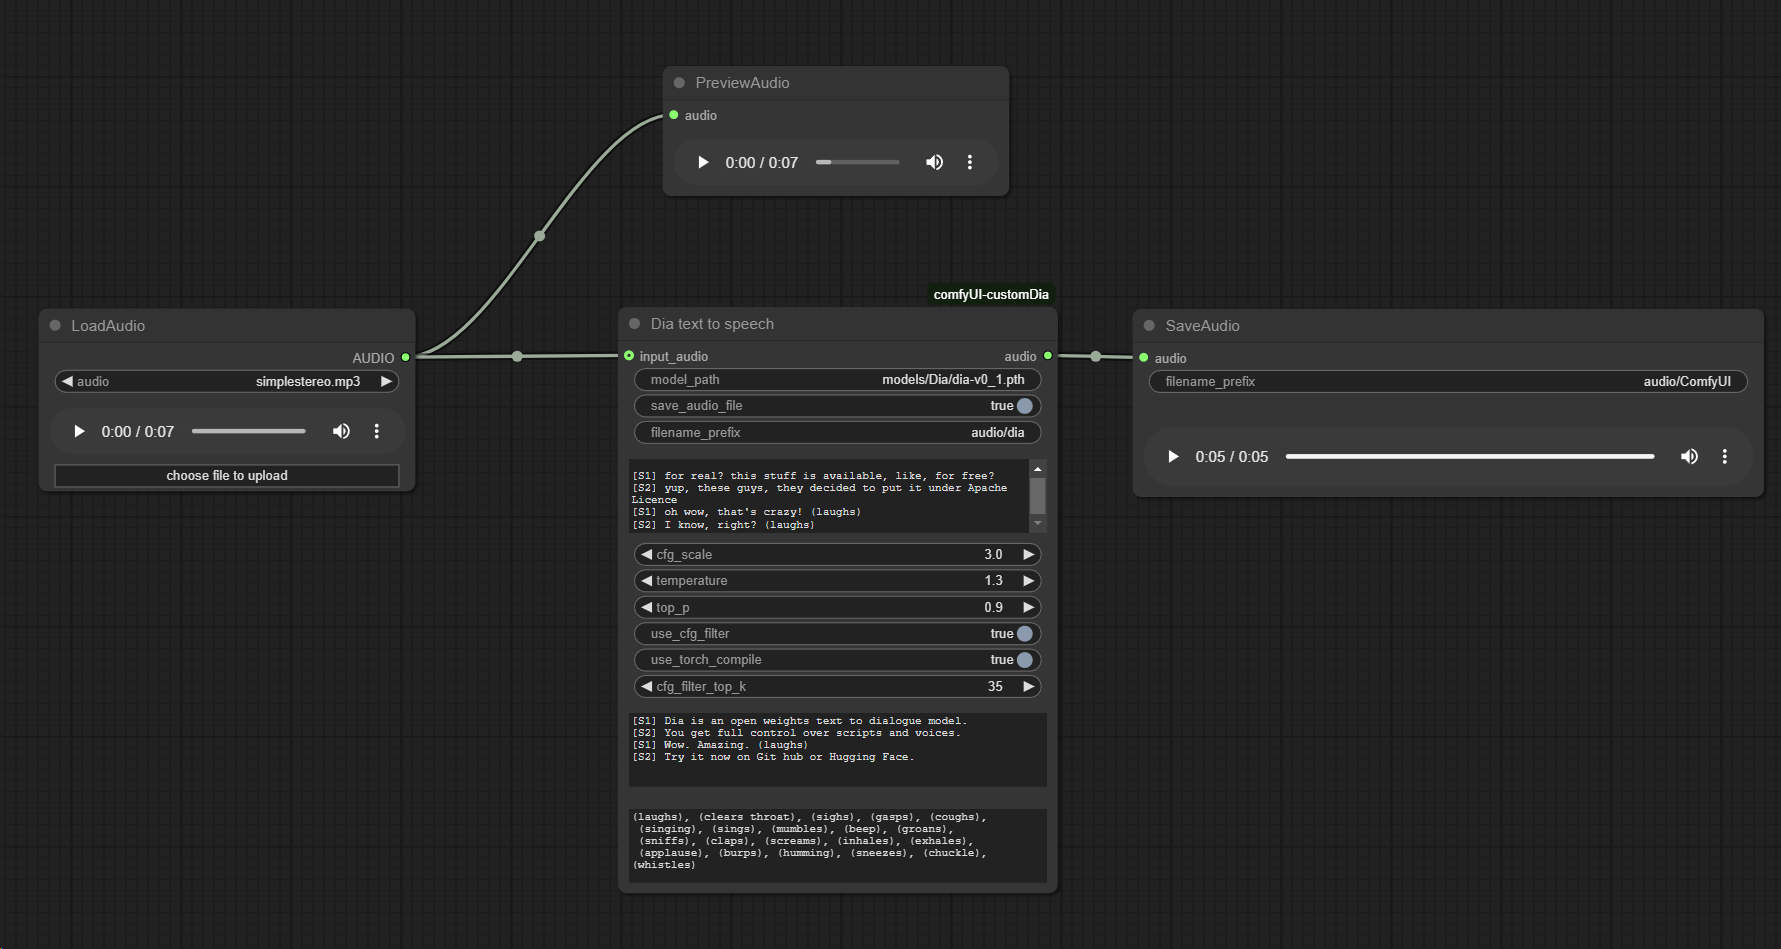 PreviewAudio
audio
0:00 / 0:07
comfyUI-customDia
LoadAudio
AUDIO
audio simplestereo.mp3
0:00 / 0:07
choose file to upload
Dia text to speech
input_audio audio
model_path models/Dia/dia-v0_1.pth
save_audio_file true
filename_prefix audio/dia
[S1] for real? this stuff is available, like, for free?
[S2] yup, these guys, they decided to put it under Apache
Licence
[S1] oh wow, that's crazy! (laughs)
[S2] I know, right? (laughs)
cfg_scale 3.0
temperature 1.3
top_p 0.9
use_cfg_filter true
use_torch_compile true
cfg_filter_top_k 35
[S1] Dia is an open weights text to dialogue model.
[S2] You get full control over scripts and voices.
[S1] Wow. Amazing. (laughs)
[S2] Try it now on Git hub or Hugging Face.
(laughs), (clears throat), (sighs), (gasps), (coughs),
(singing), (sings), (mumbles), (beep), (groans),
(sniffs), (claps), (screams), (inhales), (exhales),
(applause), (burps), (humming), (sneezes), (chuckle),
(whistles)
SaveAudio
audio
filename_prefix audio/ComfyUI
0:05 / 0:05